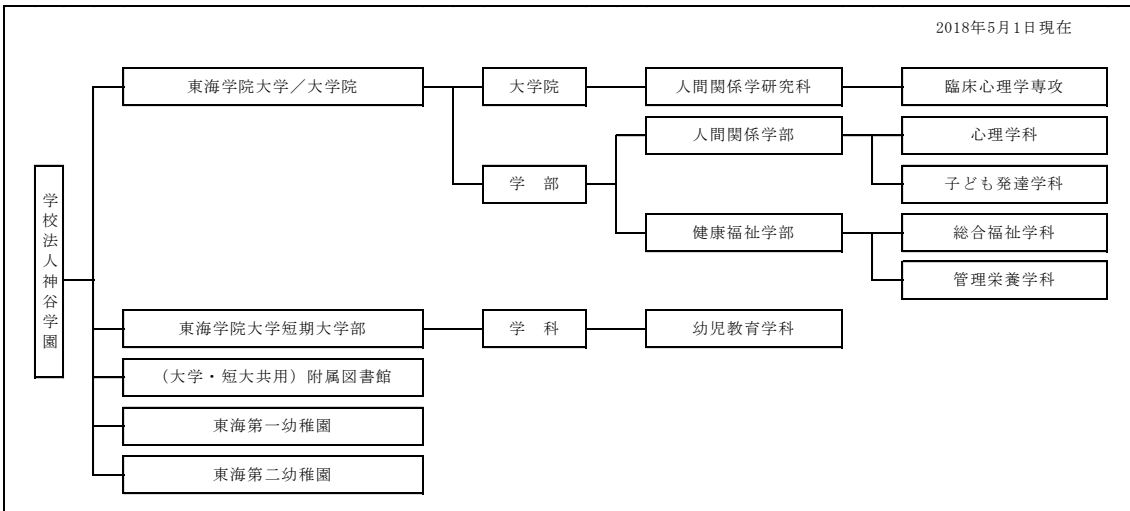 2018年5月1日現在
学校法人神谷学園
東海学院大学／大学院
大学院
人間関係学研究科
臨床心理学専攻
学　部
人間関係学部
心理学科
子ども発達学科
健康福祉学部
総合福祉学科
管理栄養学科
東海学院大学短期大学部
学　科
幼児教育学科
（大学・短大共用）附属図書館
東海第一幼稚園
東海第二幼稚園